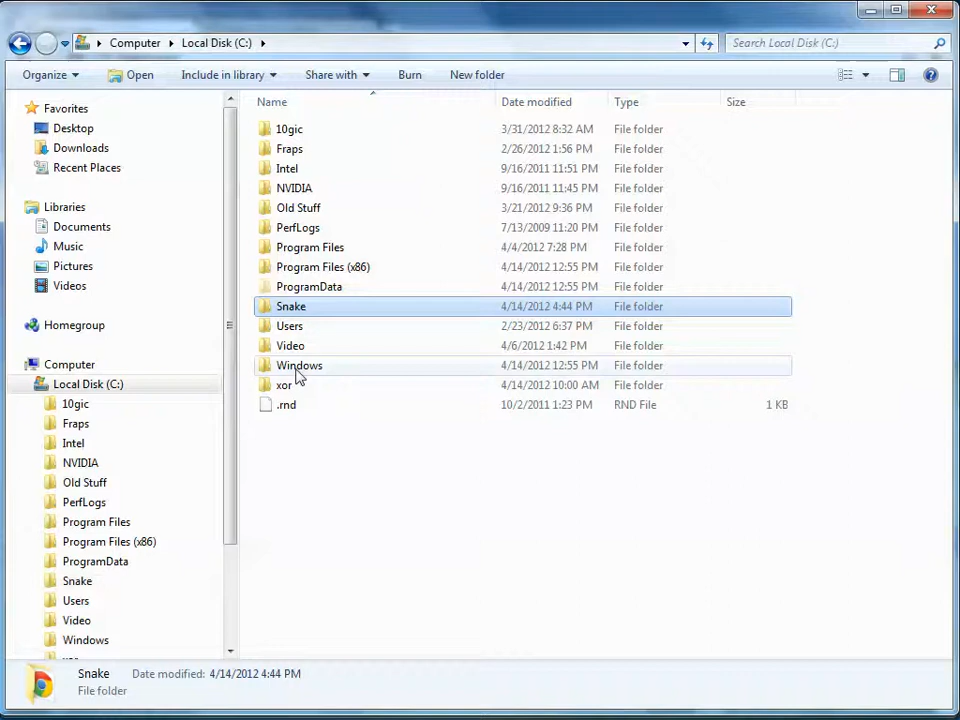 Computer Local Disk (C:) Search Local Disk (C:)
Organize Open Include in library Share with Burn New folder
Favorites
Desktop
Downloads
Recent Places
Libraries
Documents
Music
Pictures
Videos
Homegroup
Computer
Local Disk (C:)
10gic
Fraps
Intel
NVIDIA
Old Stuff
PerfLogs
Program Files
Program Files (x86)
ProgramData
Snake
Users
Video
Windows
Name Date modified Type Size
10gic 3/31/2012 8:32 AM File folder
Fraps 2/26/2012 1:56 PM File folder
Intel 9/16/2011 11:51 PM File folder
NVIDIA 9/16/2011 11:45 PM File folder
Old Stuff 3/21/2012 9:36 PM File folder
PerfLogs 7/13/2009 11:20 PM File folder
Program Files 4/4/2012 7:28 PM File folder
Program Files (x86) 4/14/2012 12:55 PM File folder
ProgramData 4/14/2012 12:55 PM File folder
Snake 4/14/2012 4:44 PM File folder
Users 2/23/2012 6:37 PM File folder
Video 4/6/2012 1:42 PM File folder
Windows 4/14/2012 12:55 PM File folder
xor 4/14/2012 10:00 AM File folder
.rnd 10/2/2011 1:23 PM RND File 1 KB
Snake Date modified: 4/14/2012 4:44 PM
File folder